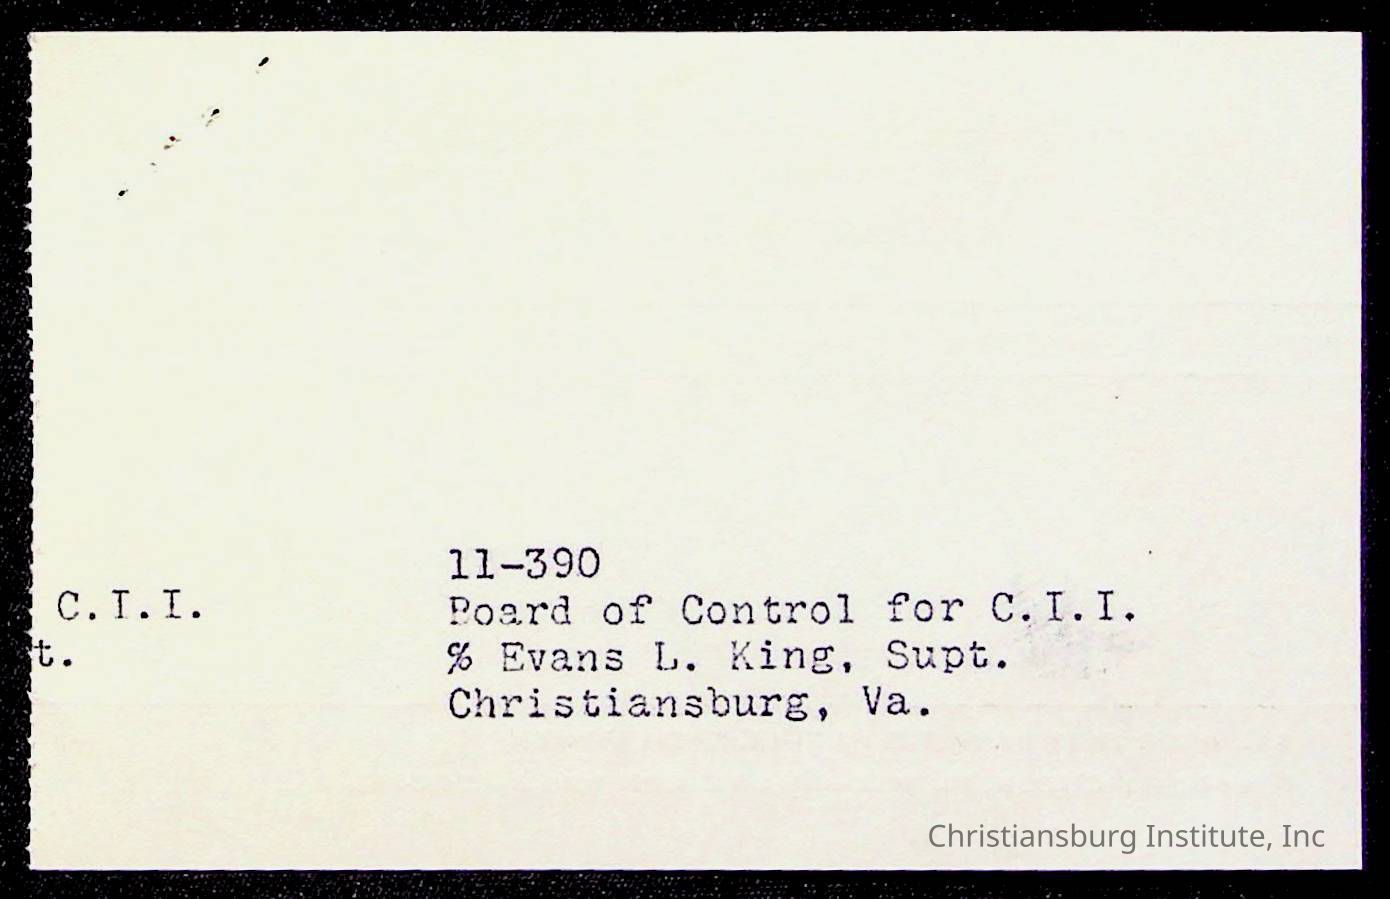 11-390
C.I.I.
Board of Control for C.I.I.
t.
% Evans L. King, Supt.
Christiansburg, Va.
Christiansburg Institute, Inc